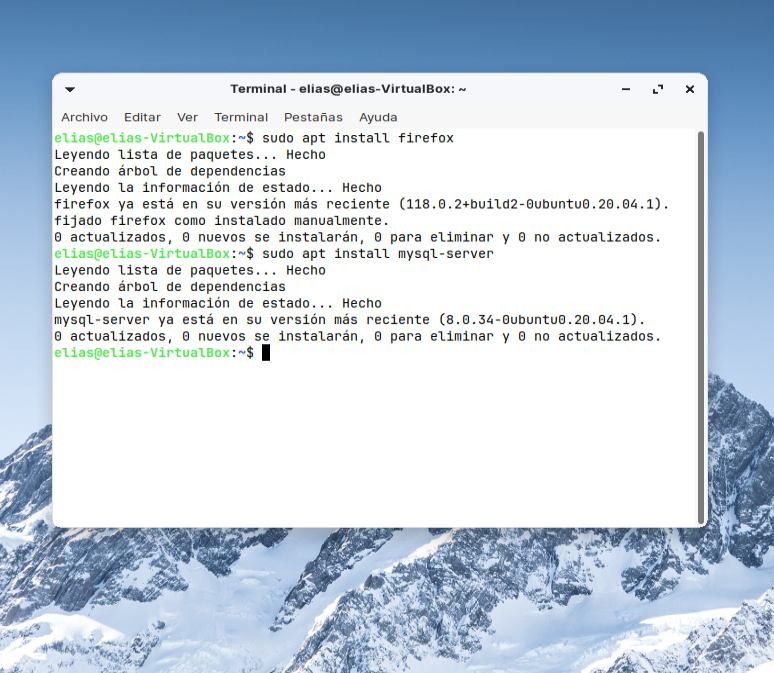 Terminal - elias@elias-VirtualBox: ~
Archivo Editar Ver Terminal Pestañas Ayuda
elias@elias-VirtualBox:~$ sudo apt install firefox
Leyendo lista de paquetes... Hecho
Creando árbol de dependencias
Leyendo la información de estado... Hecho
firefox ya está en su versión más reciente (118.0.2+build2-0ubuntu0.20.04.1).
fijado firefox como instalado manualmente.
0 actualizados, 0 nuevos se instalarán, 0 para eliminar y 0 no actualizados.
elias@elias-VirtualBox:~$ sudo apt install mysql-server
Leyendo lista de paquetes... Hecho
Creando árbol de dependencias
Leyendo la información de estado... Hecho
mysql-server ya está en su versión más reciente (8.0.34-0ubuntu0.20.04.1).
0 actualizados, 0 nuevos se instalarán, 0 para eliminar y 0 no actualizados.
elias@elias-VirtualBox:~$